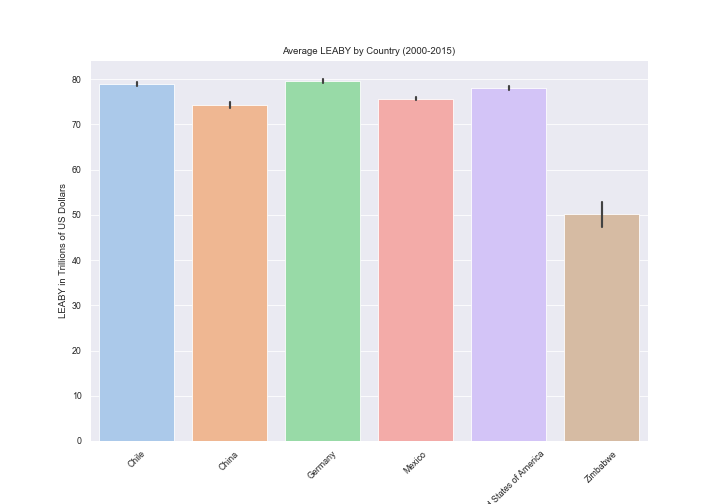 Average LEABY by Country (2000-2015)
LEABY in Trillions of US Dollars
80
70
60
50
40
30
20
10
0
Chile
China
Germany
Mexico
States of America
Zimbabwe